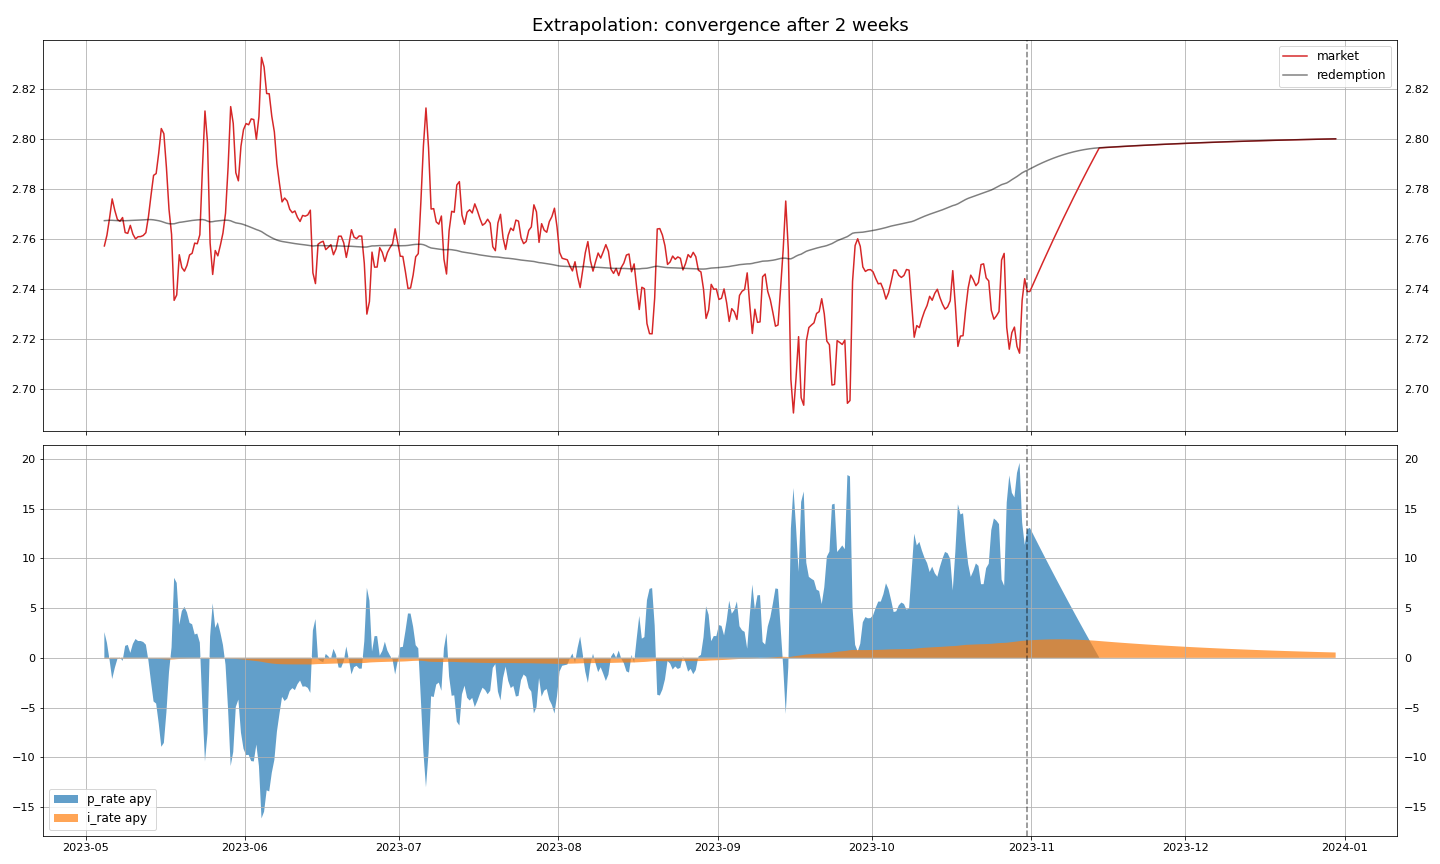 Extrapolation: convergence after 2 weeks
market
redemption
2.82 2.82
2.80 2.80
2.78 2.78
2.76 2.76
2.74 2.74
2.72 2.72
2.70 2.70
20 20
15 15
10 10
5 5
0 0
−5 −5
−10 −10
−15 −15
p_rate apy
i_rate apy
2023-05 2023-06 2023-07 2023-08 2023-09 2023-10 2023-11 2023-12 2024-01